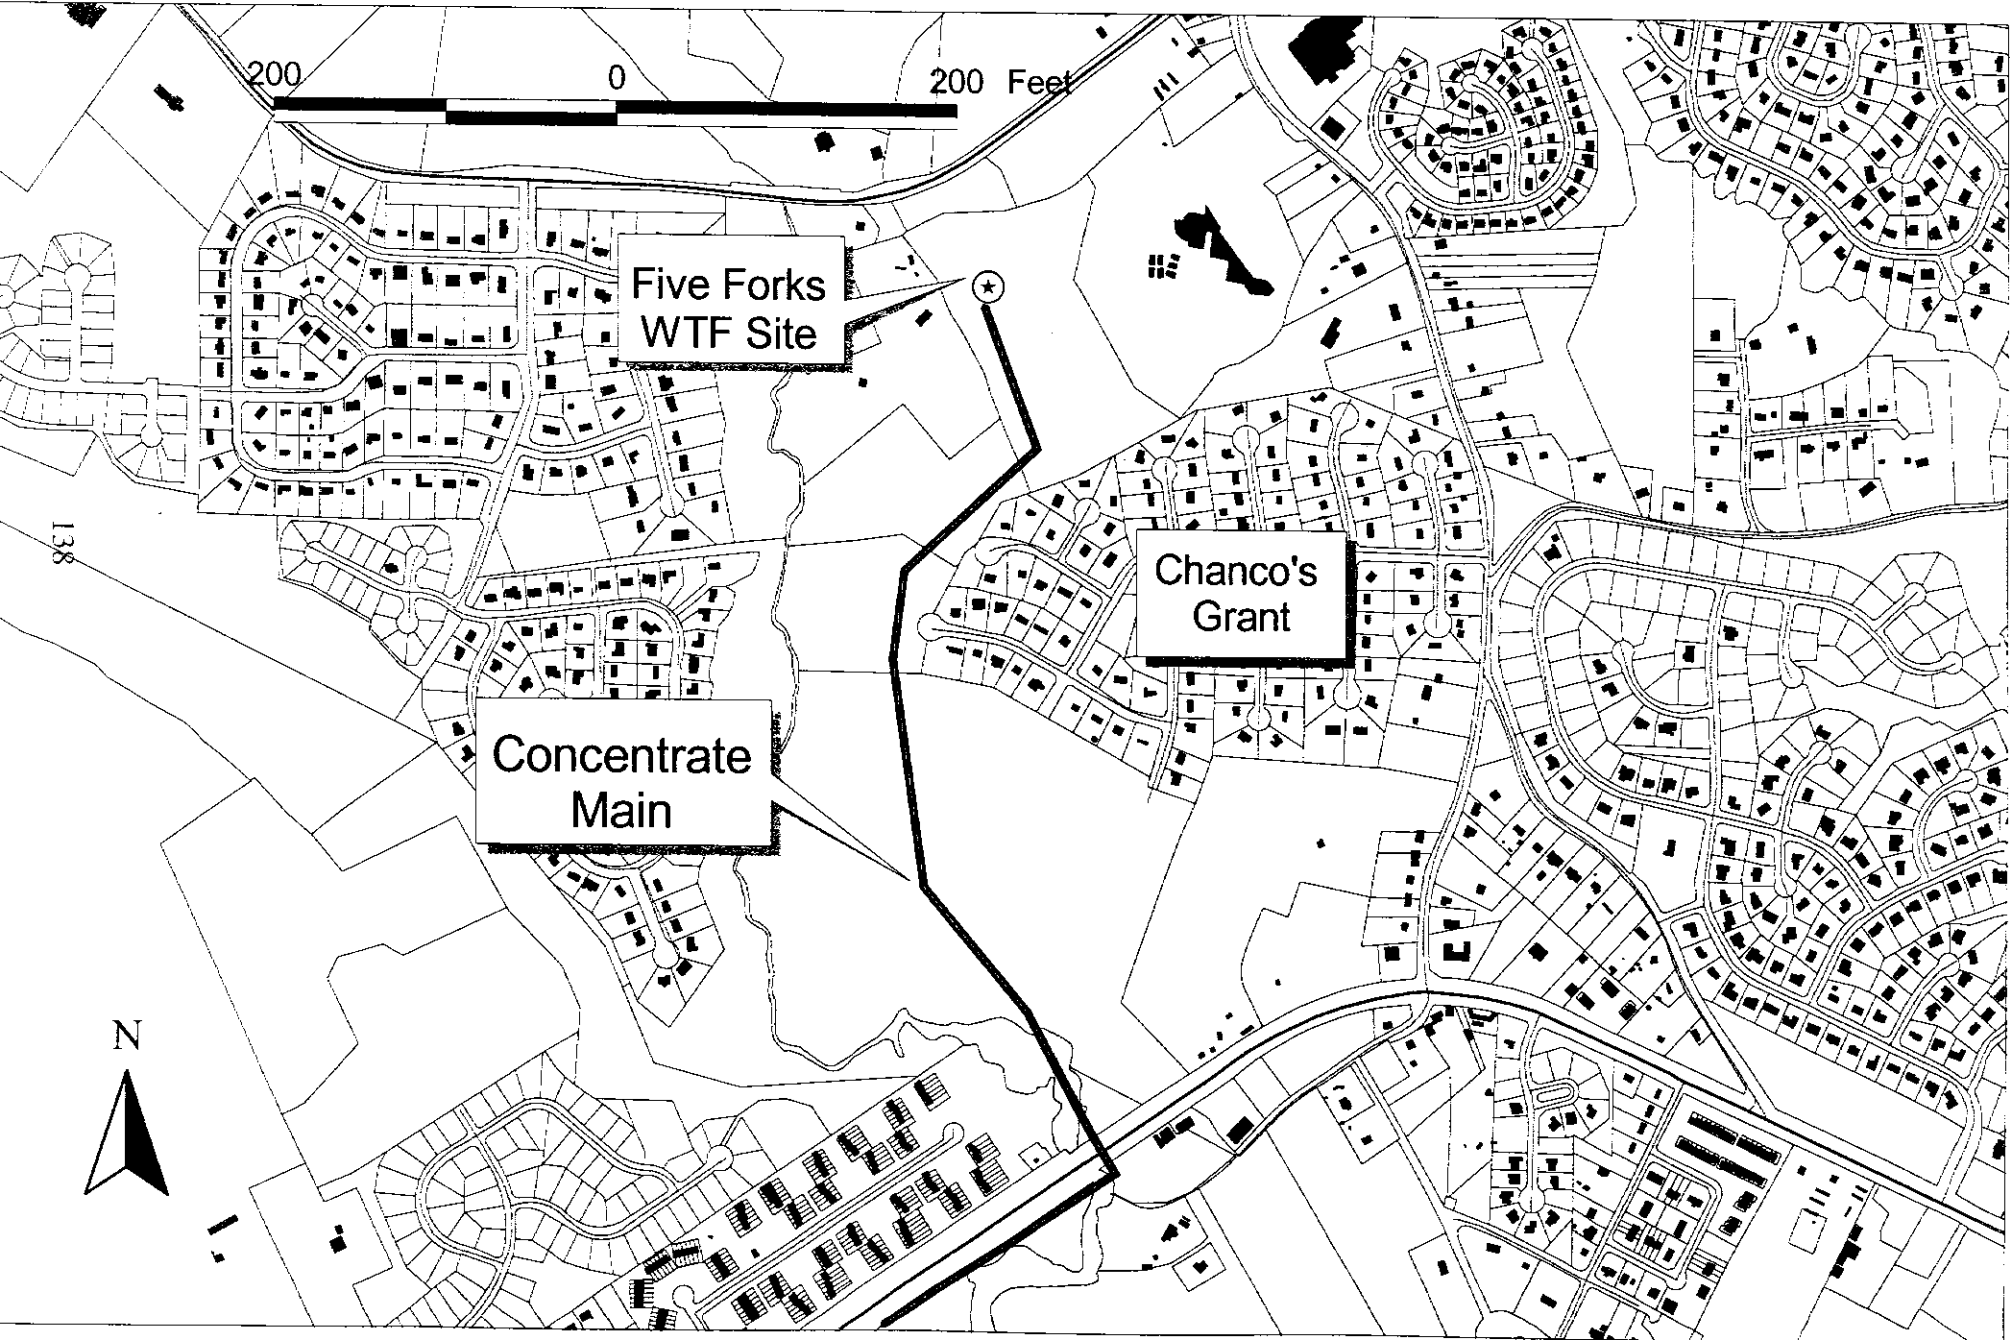 200 0 200 Feet
Five Forks
WTF Site
Chanco's
Grant
138
Concentrate
Main
N